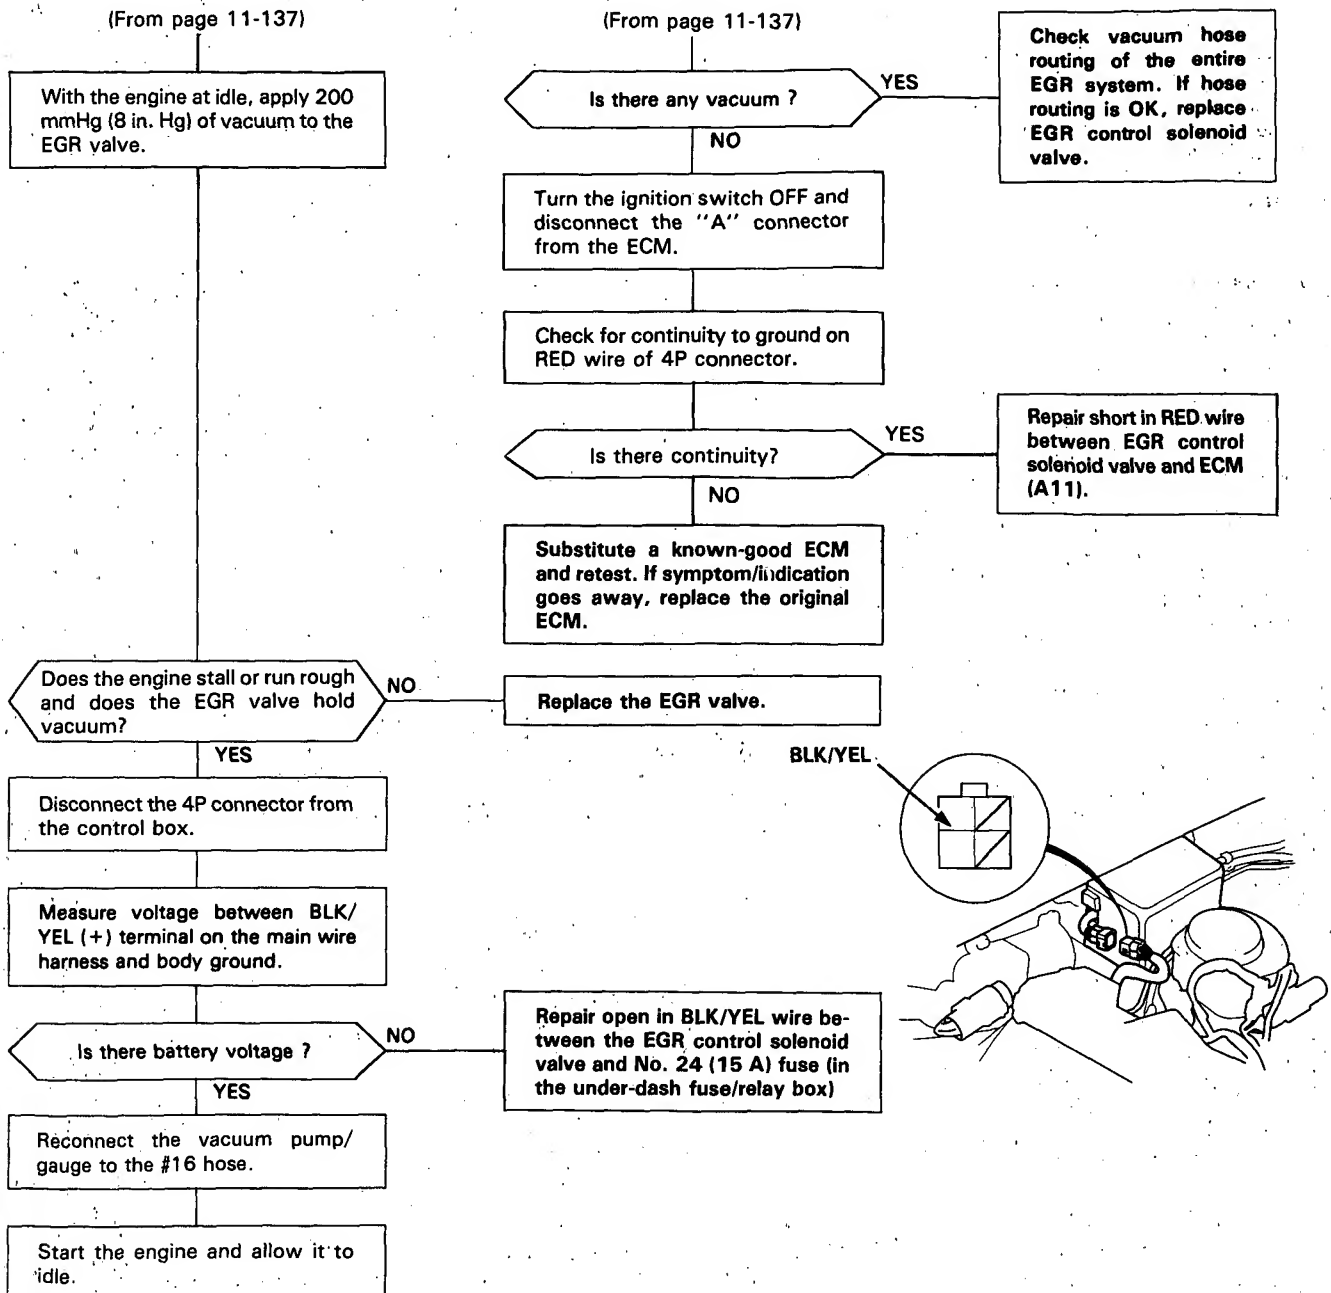 (From page 11-137)
With the engine at idle, apply 200
mmHg (8 in. Hg) of vacuum to the
EGR valve.
(From page 11-137)
Is there any vacuum ?
YES
Check vacuum hose
routing of the entire
EGR system. If hose
routing is OK, replace
EGR control solenoid
valve.
NO
Turn the ignition switch OFF and
disconnect the "A" connector
from the ECM.
Check for continuity to ground on
RED wire of 4P connector.
Is there continuity?
YES
Repair short in RED wire
between EGR control
solenoid valve and ECM
(A11).
NO
Substitute a known-good ECM
and retest. If symptom/indication
goes away, replace the original
ECM.
Does the engine stall or run rough
and does the EGR valve hold
vacuum?
NO
Replace the EGR valve.
YES
Disconnect the 4P connector from
the control box.
Measure voltage between BLK/
YEL (+) terminal on the main wire
harness and body ground.
Is there battery voltage ?
NO
Repair open in BLK/YEL wire be-
tween the EGR control solenoid
valve and No. 24 (15 A) fuse (in
the under-dash fuse/relay box)
YES
Reconnect the vacuum pump/
gauge to the #16 hose.
Start the engine and allow it to
idle.
BLK/YEL